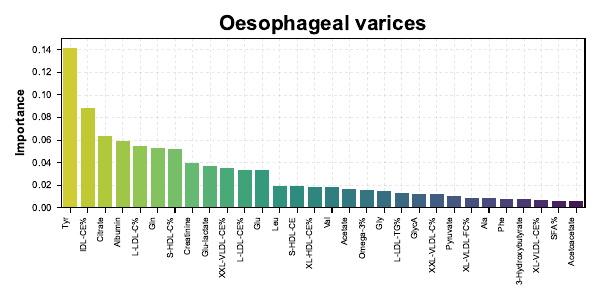 Oesophageal varices
Importance
0.14
0.12
0.10
0.08
0.06
0.04
0.02
0.00
Tyr
IDL-CE%
Citrate
Albumin
L-LDL-C%
Gln
S-HDL-C%
Creatinine
Glu-lactate
XXL-VLDL-CE%
L-LDL-CE%
Glu
Leu
S-HDL-CE
XL-HDL-CE%
Val
Acetate
Omega-3%
Gly
L-LDL-TG%
GlycA
XXL-VLDL-C%
Pyruvate
XL-VLDL-FC%
Ala
Phe
3-Hydroxybutyrate
XL-VLDL-CE%
SFA%
Acetoacetate